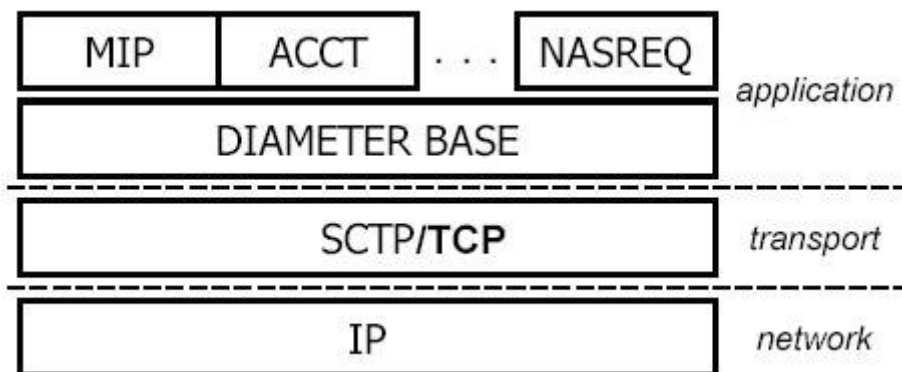 MIP ACCT . . . NASREQ
application
DIAMETER BASE
SCTP/TCP transport
IP network